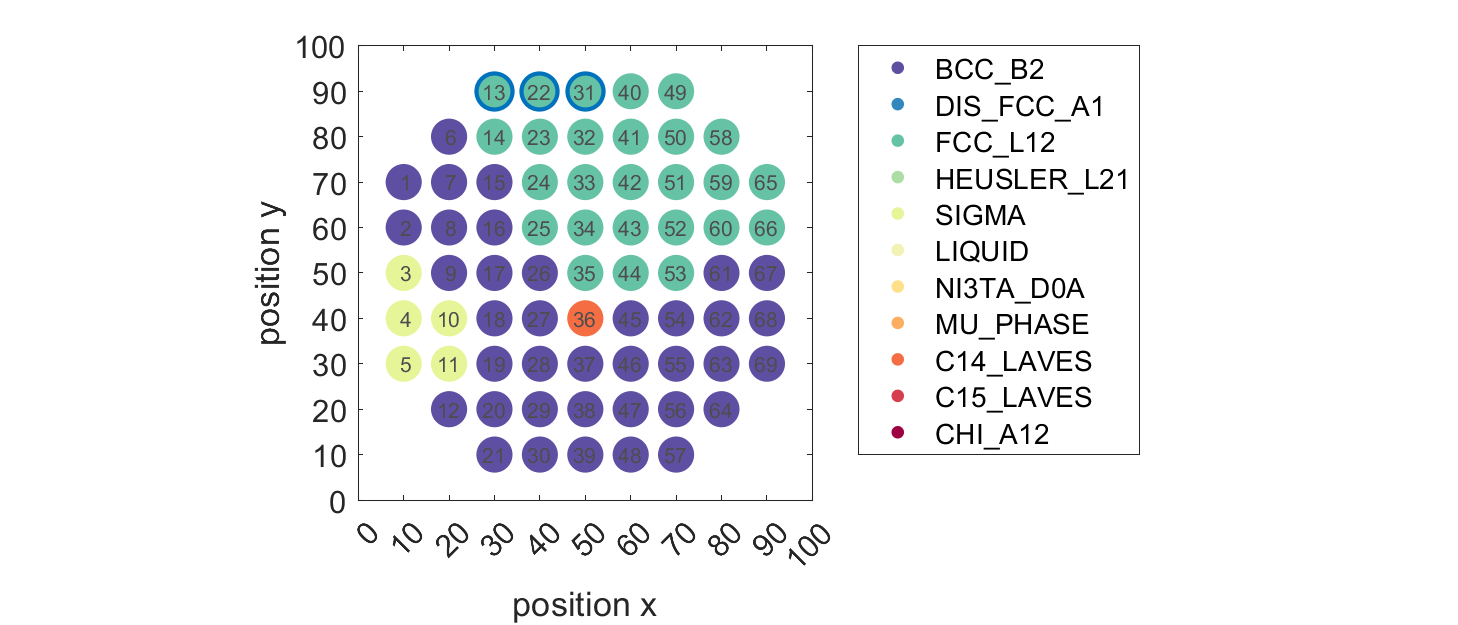 100
90
80
70
60
50
40
30
20
10
0
position y
13 22 31 40 49
6 14 23 32 41 50 58
1 7 15 24 33 42 51 59 65
2 8 16 25 34 43 52 60 66
3 9 17 26 35 44 53 61 67
4 10 18 27 36 45 54 62 68
5 11 19 28 37 46 55 63 69
12 20 29 38 47 56 64
21 30 39 48 57
0 10 20 30 40 50 60 70 80 90 100
position x
BCC_B2
DIS_FCC_A1
FCC_L12
HEUSLER_L21
SIGMA
LIQUID
NI3TA_D0A
MU_PHASE
C14_LAVES
C15_LAVES
CHI_A12